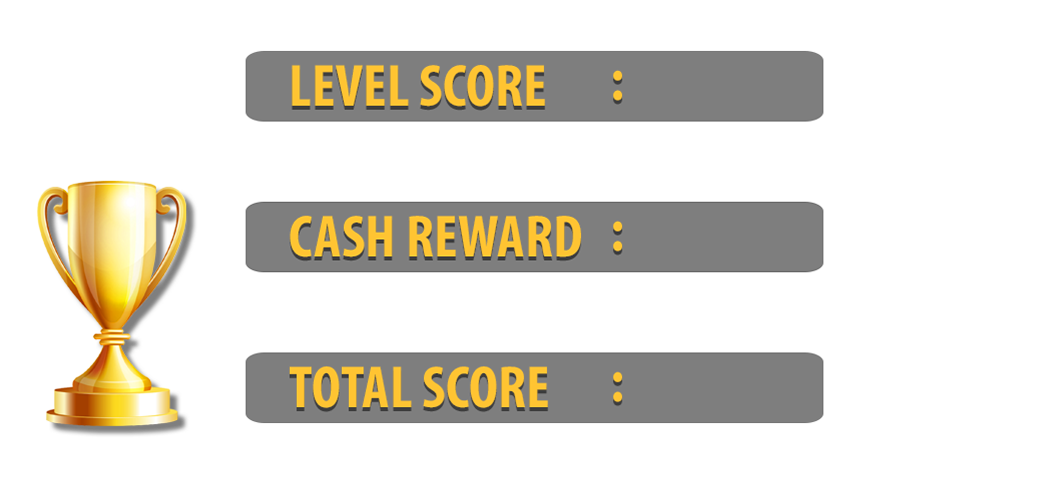 LEVEL SCORE :
CASH REWARD :
TOTAL SCORE :